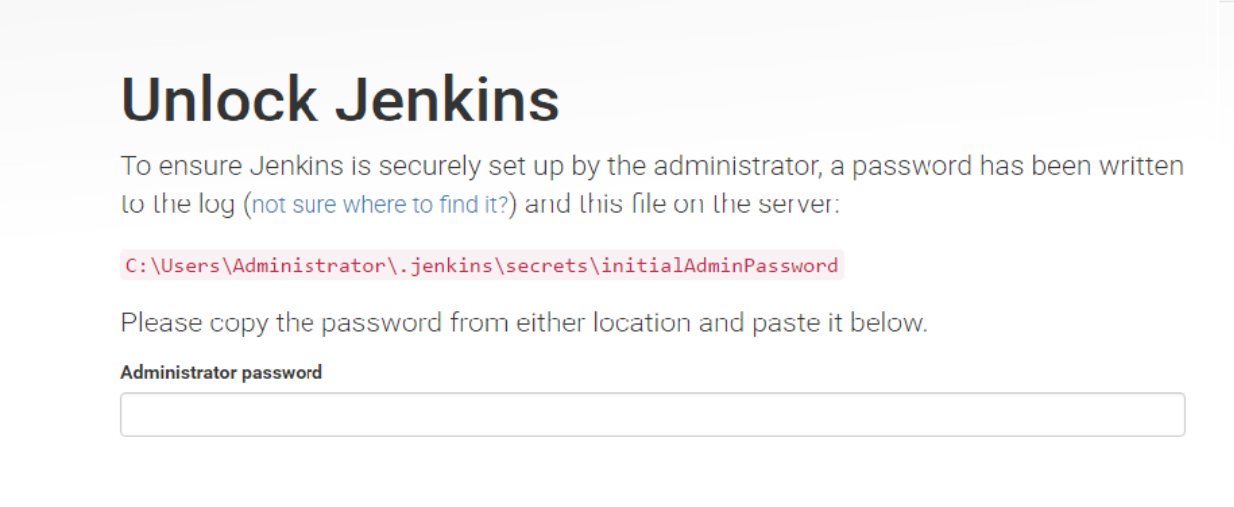 Unlock Jenkins
To ensure Jenkins is securely set up by the administrator, a password has been written
to the log (not sure where to find it?) and this file on the server:
C:\Users\Administrator\.jenkins\secrets\initialAdminPassword
Please copy the password from either location and paste it below.
Administrator password